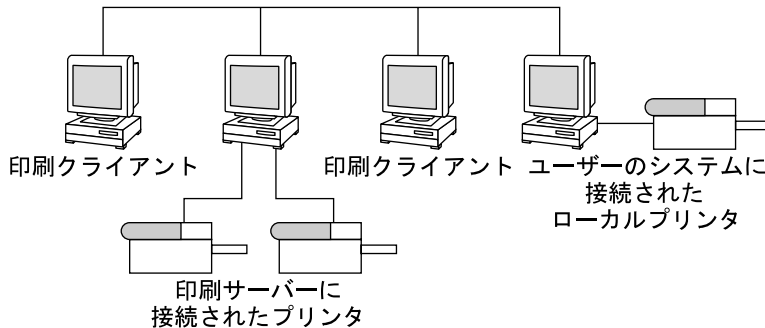 印刷クライアント
印刷クライアント
ユーザーのシステムに
接続された
ローカルプリンタ
印刷サーバーに
接続されたプリンタ